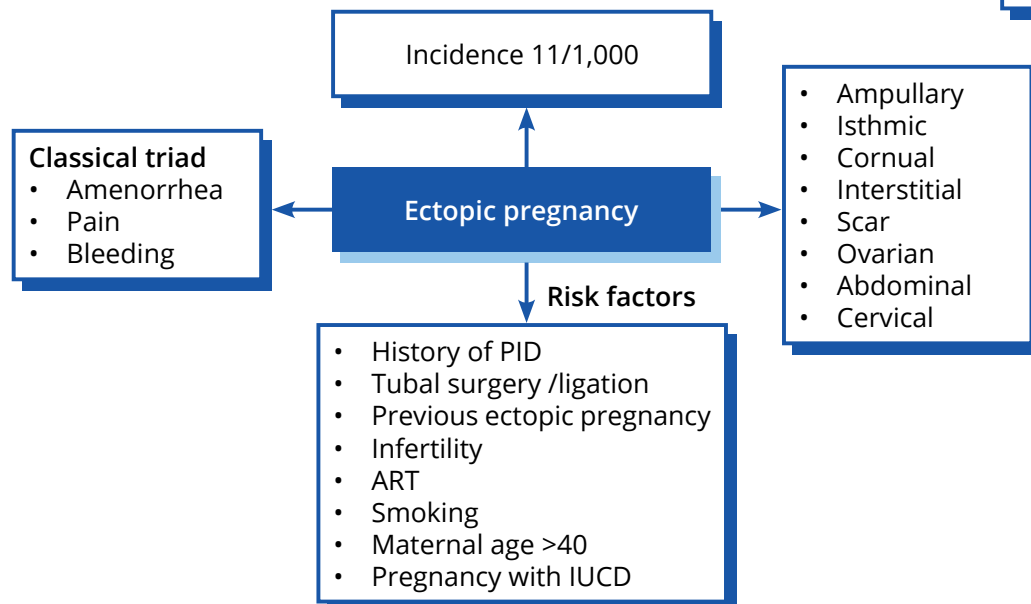 Incidence 11/1,000
Classical triad
• Amenorrhea
• Pain
• Bleeding
Ectopic pregnancy
• Ampullary
• Isthmic
• Cornual
• Interstitial
• Scar
• Ovarian
• Abdominal
• Cervical
Risk factors
• History of PID
• Tubal surgery /ligation
• Previous ectopic pregnancy
• Infertility
• ART
• Smoking
• Maternal age >40
• Pregnancy with IUCD